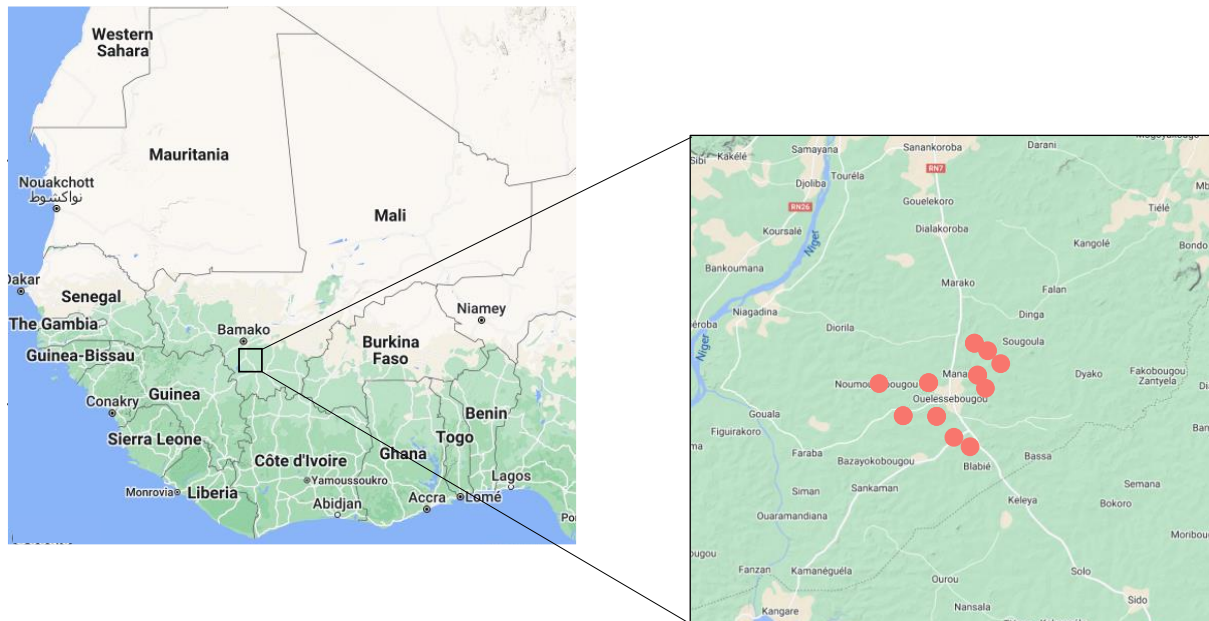 Western
Sahara
Mauritania
Nouakchott
نواكشوط
Mali
Dakar
Senegal
The Gambia
Guinea-Bissau
Bamako
Niamey
Burkina
Faso
Guinea
Conakry
Sierra Leone
Benin
Togo
Côte d'Ivoire
Ghana
Yamoussoukro
Monrovia
Liberia
Abidjan
Accra
Lomé
Lagos
Sibi
Kakélé
Samayana
Sanankoroba
Darani
RN7
Djoliba
Touréla
Gouelekoro
RN26
Tiélé
Koursalé
Dialakoroba
Kangolé
Bondo
Niger
Bankoumana
Marako
Falan
Niagadina
Dinga
Diorila
Sougoula
Niger
Dyako
Fakobougou
Zantyela
Ouelessebougou
Gouala
Figuirakoro
Faraba
Bazayokobougou
Bassa
Blabié
Siman
Sankaman
Semana
Keleya
Bokoro
Ouaramandiana
Fanzan
Kamanéguéla
Solo
Ourou
Sido
Kangare
Nansala